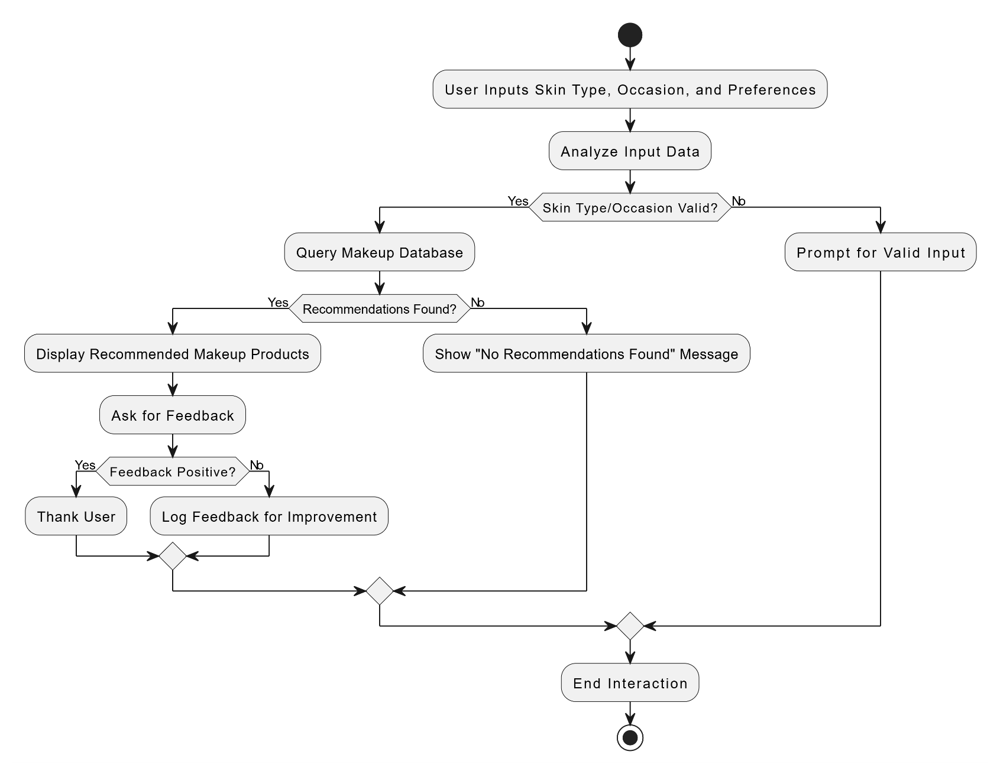 User Inputs Skin Type, Occasion, and Preferences
Analyze Input Data
Yes
Skin Type/Occasion Valid?
No
Query Makeup Database
Prompt for Valid Input
Yes
Recommendations Found?
No
Display Recommended Makeup Products
Show "No Recommendations Found" Message
Ask for Feedback
Yes
Feedback Positive?
No
Thank User
Log Feedback for Improvement
End Interaction